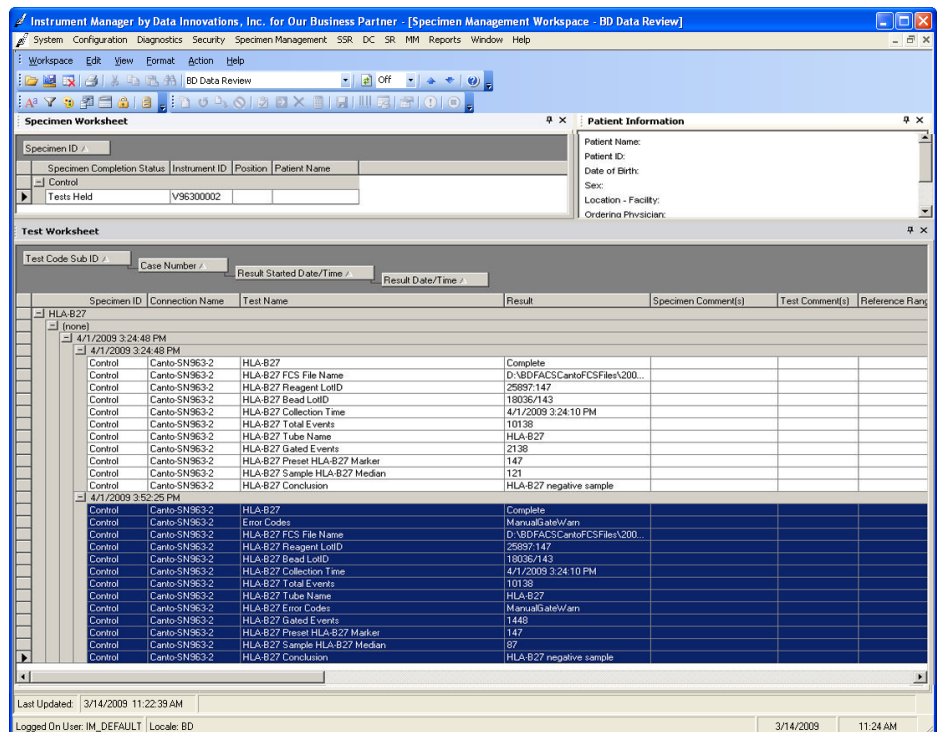 Instrument Manager by Data Innovations, Inc. for Our Business Partner - [Specimen Management Workspace - BD Data Review]
System Configuration Diagnostics Security Specimen Management SSR DC SR MM Reports Window Help
Workspace Edit View Format Action Help
BD Data Review Off
Specimen Worksheet
Patient Information
Specimen ID
Specimen Completion Status Instrument ID Position Patient Name
Control
Tests Held V96300002
Patient Name:
Patient ID:
Date of Birth:
Sex:
Location - Facility:
Ordering Physician:
Test Worksheet
Test Code Sub ID
Case Number
Result Started Date/Time
Result Date/Time
Specimen ID Connection Name Test Name Result Specimen Comment(s) Test Comment(s) Reference Rang
HLA-B27
(none)
4/1/2009 3:24:48 PM
4/1/2009 3:24:48 PM
Control Canto-SN963-2 HLA-B27 Complete
Control Canto-SN963-2 HLA-B27 FCS File Name D:\BDFACSCantoFCSFiles\200...
Control Canto-SN963-2 HLA-B27 Reagent LotID 25897:147
Control Canto-SN963-2 HLA-B27 Bead LotID 18036/143
Control Canto-SN963-2 HLA-B27 Collection Time 4/1/2009 3:24:10 PM
Control Canto-SN963-2 HLA-B27 Total Events 10138
Control Canto-SN963-2 HLA-B27 Tube Name HLA-B27
Control Canto-SN963-2 HLA-B27 Gated Events 2138
Control Canto-SN963-2 HLA-B27 Preset HLA-B27 Marker 147
Control Canto-SN963-2 HLA-B27 Sample HLA-B27 Median 121
Control Canto-SN963-2 HLA-B27 Conclusion HLA-B27 negative sample
4/1/2009 3:52:25 PM
Control Canto-SN963-2 HLA-B27 Complete
Control Canto-SN963-2 Error Codes ManualGateWarn
Control Canto-SN963-2 HLA-B27 FCS File Name D:\BDFACSCantoFCSFiles\200...
Control Canto-SN963-2 HLA-B27 Reagent LotID 25897:147
Control Canto-SN963-2 HLA-B27 Bead LotID 18036/143
Control Canto-SN963-2 HLA-B27 Collection Time 4/1/2009 3:24:10 PM
Control Canto-SN963-2 HLA-B27 Total Events 10138
Control Canto-SN963-2 HLA-B27 Tube Name HLA-B27
Control Canto-SN963-2 HLA-B27 Error Codes ManualGateWarn
Control Canto-SN963-2 HLA-B27 Gated Events 1448
Control Canto-SN963-2 HLA-B27 Preset HLA-B27 Marker 147
Control Canto-SN963-2 HLA-B27 Sample HLA-B27 Median 87
Control Canto-SN963-2 HLA-B27 Conclusion HLA-B27 negative sample
Last Updated: 3/14/2009 11:22:39 AM
Logged On User: IM_DEFAULT Locale: BD 3/14/2009 11:24 AM